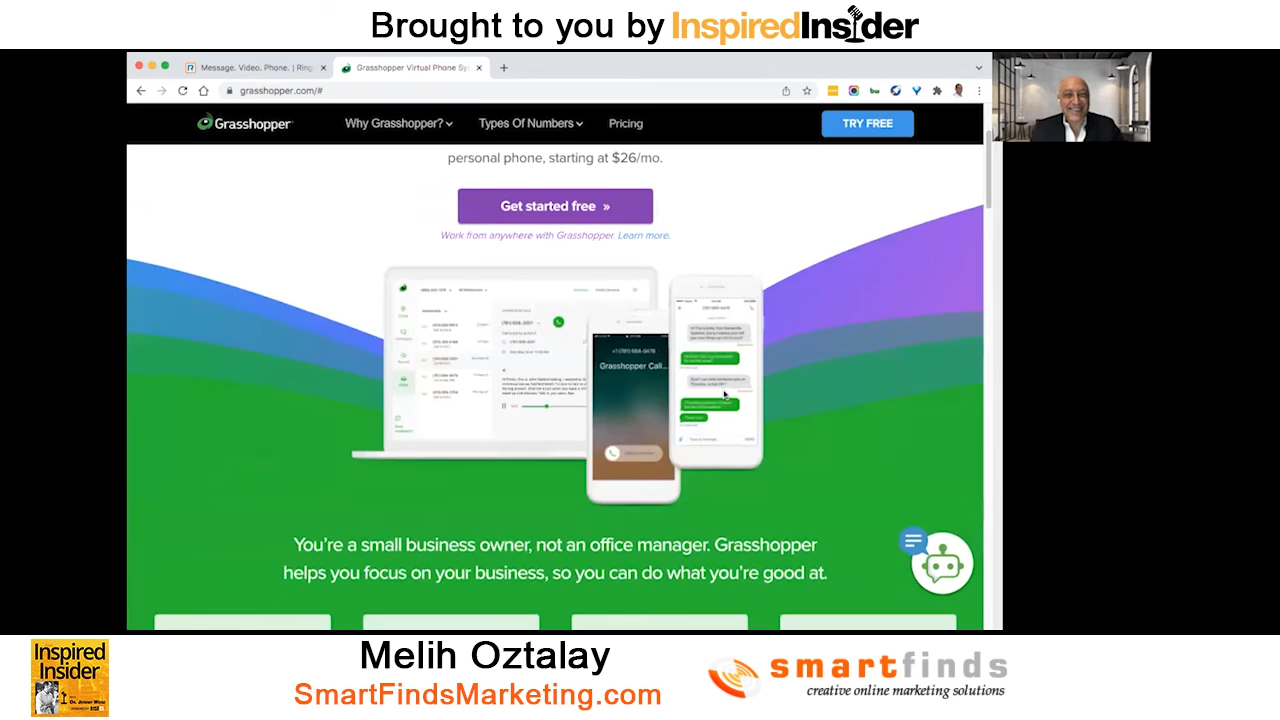 Brought to you by InspiredInsider
Message. Video. Phone. | Ring
Grasshopper Virtual Phone Sys
grasshopper.com/#
Grasshopper
Why Grasshopper?
Types Of Numbers
Pricing
TRY FREE
personal phone, starting at $26/mo.
Get started free »
Work from anywhere with Grasshopper. Learn more.
Grasshopper Call...
You're a small business owner, not an office manager. Grasshopper
helps you focus on your business, so you can do what you're good at.
Inspired
Insider
Melih Oztalay
SmartFindsMarketing.com
smartfinds
creative online marketing solutions